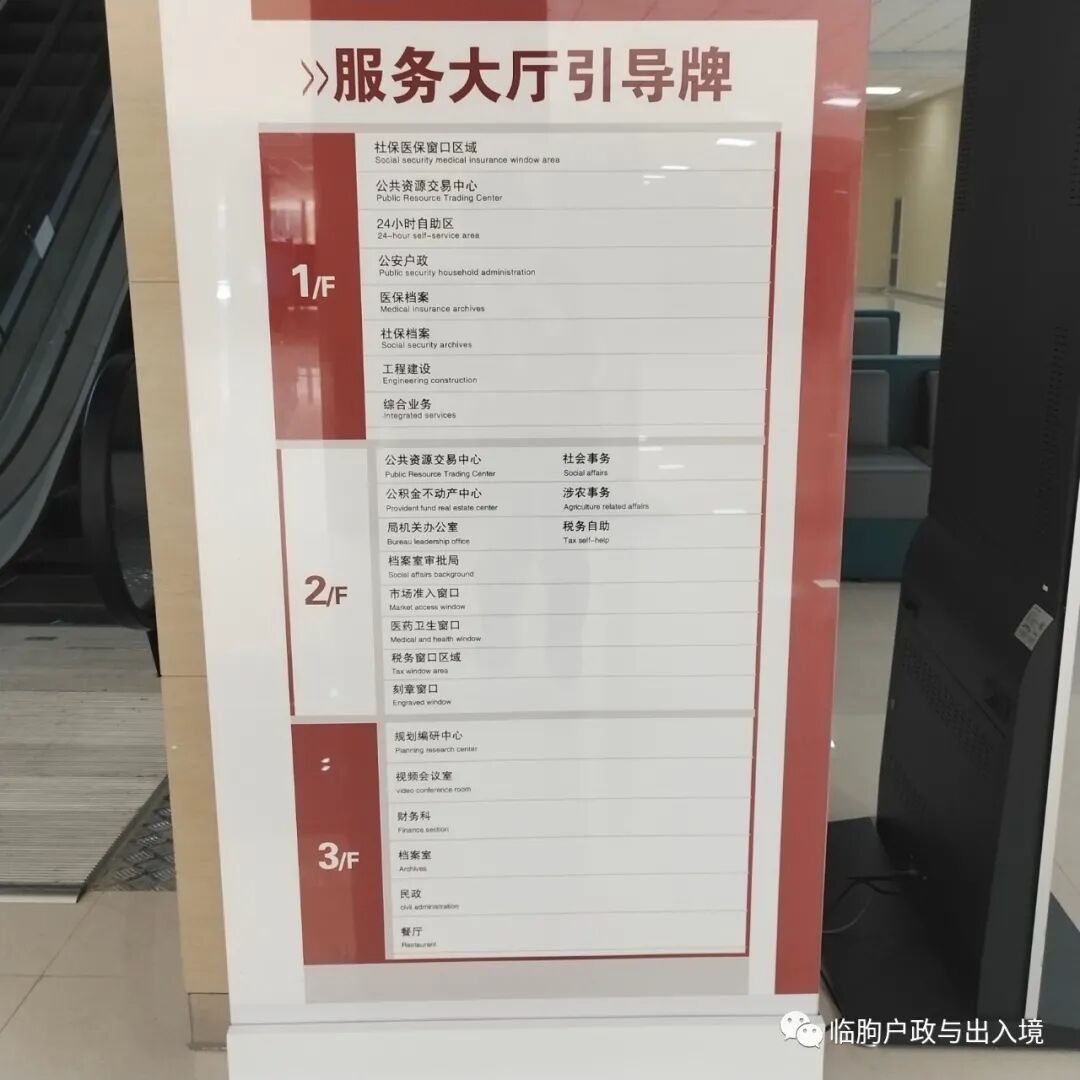 服务大厅引导牌
1/F
社保医保窗口区域
Social security medical insurance window area
公共资源交易中心
Public Resource Trading Center
24小时自助区
24-hour self-service area
公安户政
Public security household administration
医保档案
Medical insurance archives
社保档案
Social security archives
工程建设
Engineering construction
综合业务
Integrated services
2/F
公共资源交易中心
Public Resource Trading Center
公积金不动产中心
Provident fund real estate center
局机关办公室
Bureau leadership office
档案室审批局
Social affairs background
市场准入窗口
Market access window
医药卫生窗口
Medical and health window
税务窗口区域
Tax window area
刻章窗口
Engraved window
社会事务
Social affairs
涉农事务
Agriculture related affairs
税务自助
Tax self-help
3/F
规划编研中心
Planning research center
视频会议室
video conference room
财务科
Finance section
档案室
Archives
民政
civil administration
餐厅
Restaurant
临朐户政与出入境